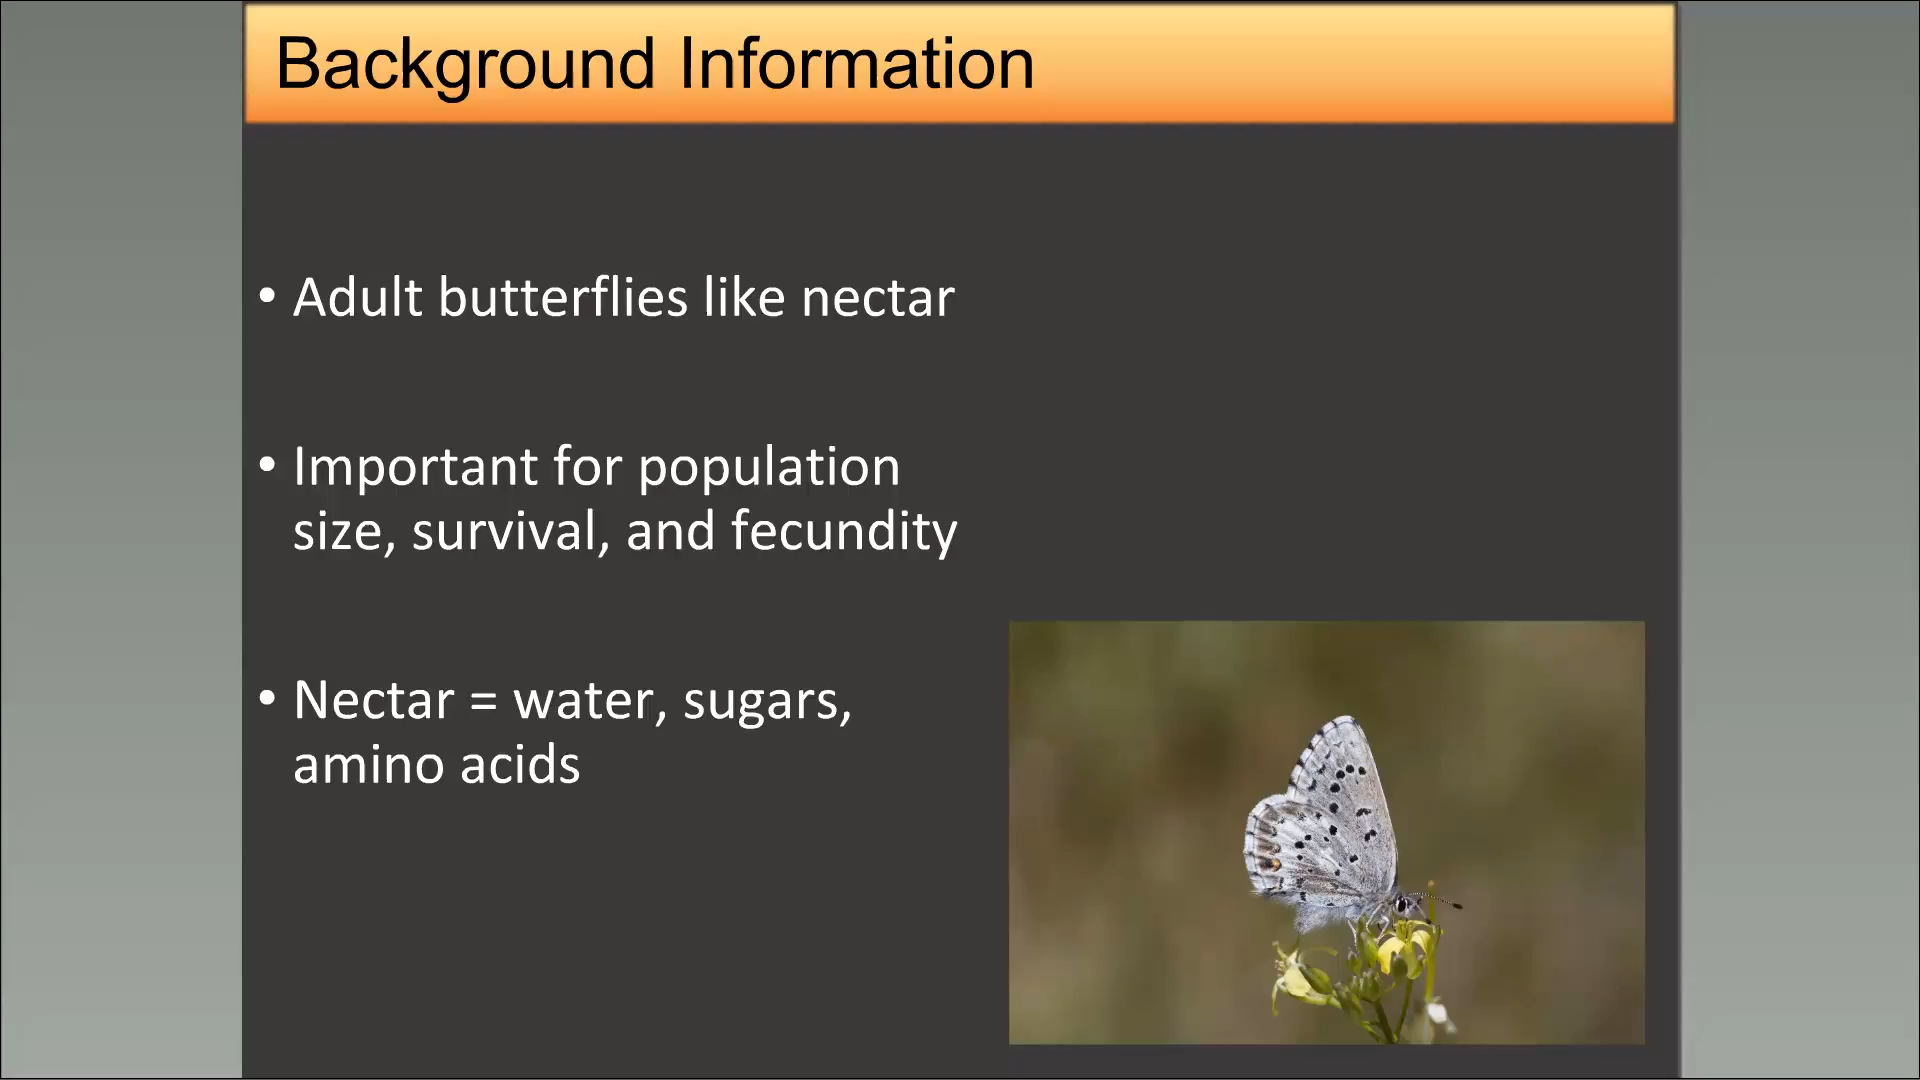 Background Information
• Adult butterflies like nectar
• Important for population
size, survival, and fecundity
• Nectar = water, sugars,
amino acids